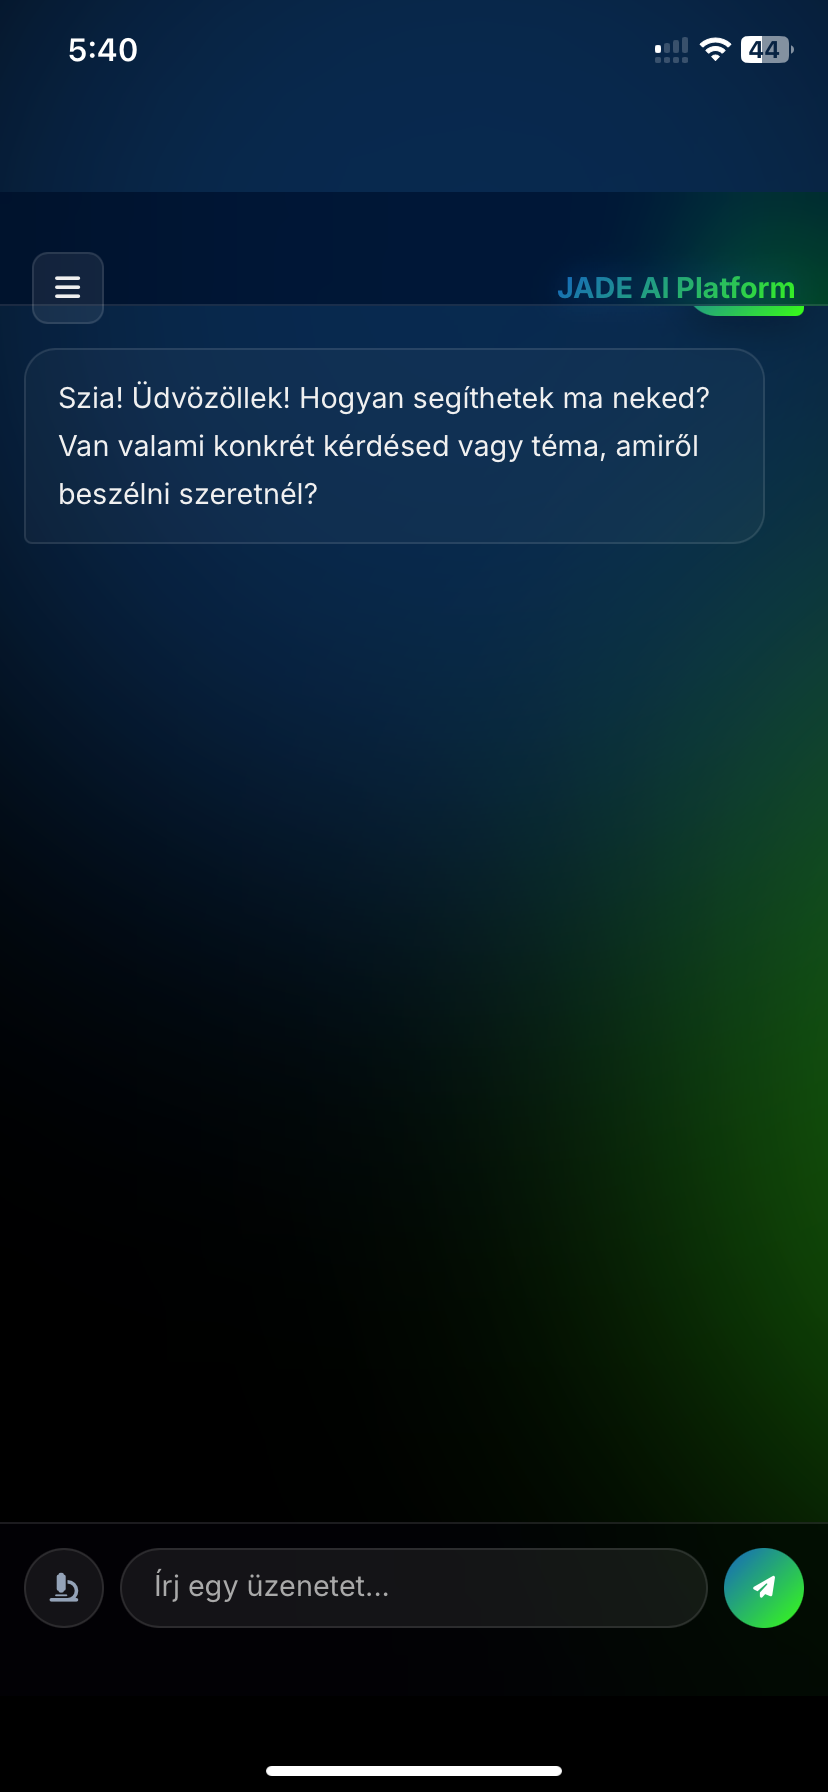 5:40
44
JADE AI Platform
Szia! Üdvözöllek! Hogyan segíthetek ma neked?
Van valami konkrét kérdésed vagy téma, amiről
beszélni szeretnél?
Írj egy üzenetet...